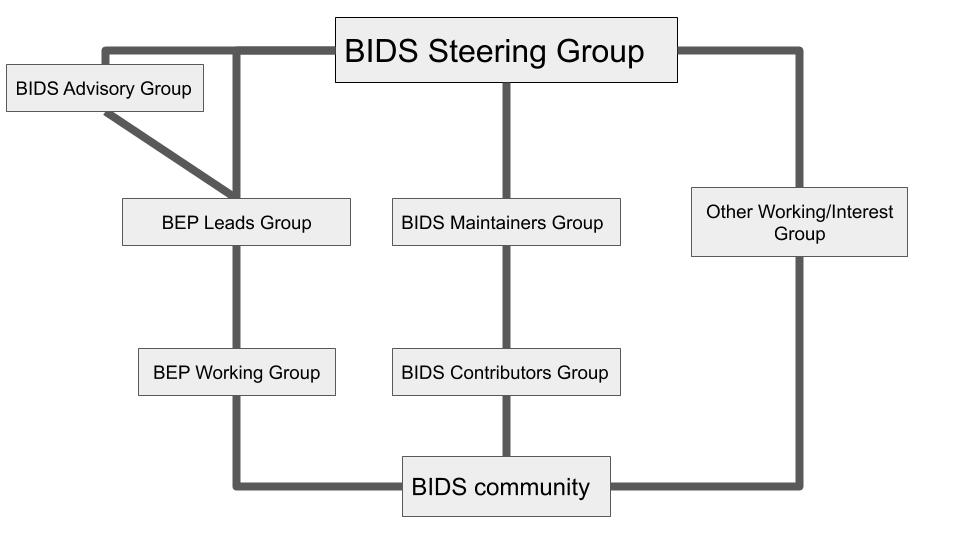 BIDS Steering Group
BIDS Advisory Group
BEP Leads Group
BIDS Maintainers Group
Other Working/Interest
Group
BEP Working Group
BIDS Contributors Group
BIDS community